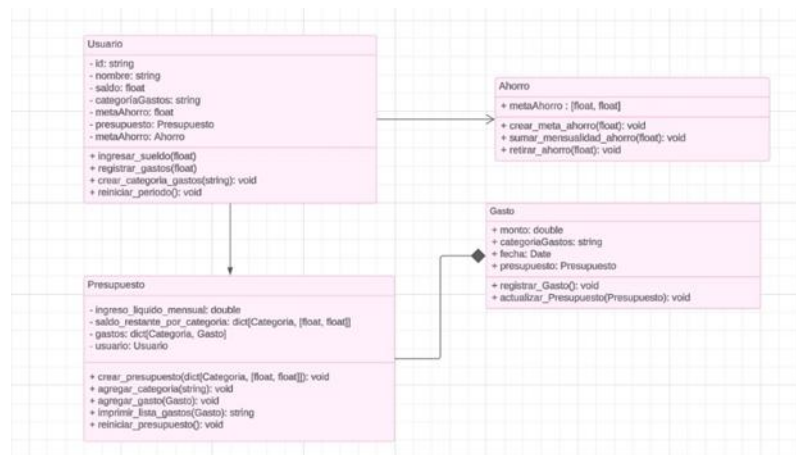 Usuario
- id: string
- nombre: string
- saldo: float
- categoríaGastos: string
- metaAhorro: float
- presupuesto: Presupuesto
- metaAhorro: Ahorro
+ ingresar_sueldo(float)
+ registrar_gastos(float)
+ crear_categoria_gastos(string): void
+ reiniciar_periodo(): void
Ahorro
+ metaAhorro : [float, float]
+ crear_meta_ahorro(float): void
+ sumar_mensualidad_ahorro(float): void
+ retirar_ahorro(float): void
Gasto
+ monto: double
+ categoriaGastos: string
+ fecha: Date
+ presupuesto: Presupuesto
+ registrar_Gasto(): void
+ actualizar_Presupuesto(Presupuesto): void
Presupuesto
- ingreso_liquido_mensual: double
- saldo_restante_por_categoria: dict[Categoria, [float, float]]
- gastos: dict[Categoria, Gasto]
- usuario: Usuario
+ crear_presupuesto(dict[Categoria, [float, float]]): void
+ agregar_categoria(string): void
+ agregar_gasto(Gasto): void
+ imprimir_lista_gastos(Gasto): string
+ reiniciar_presupuesto(): void